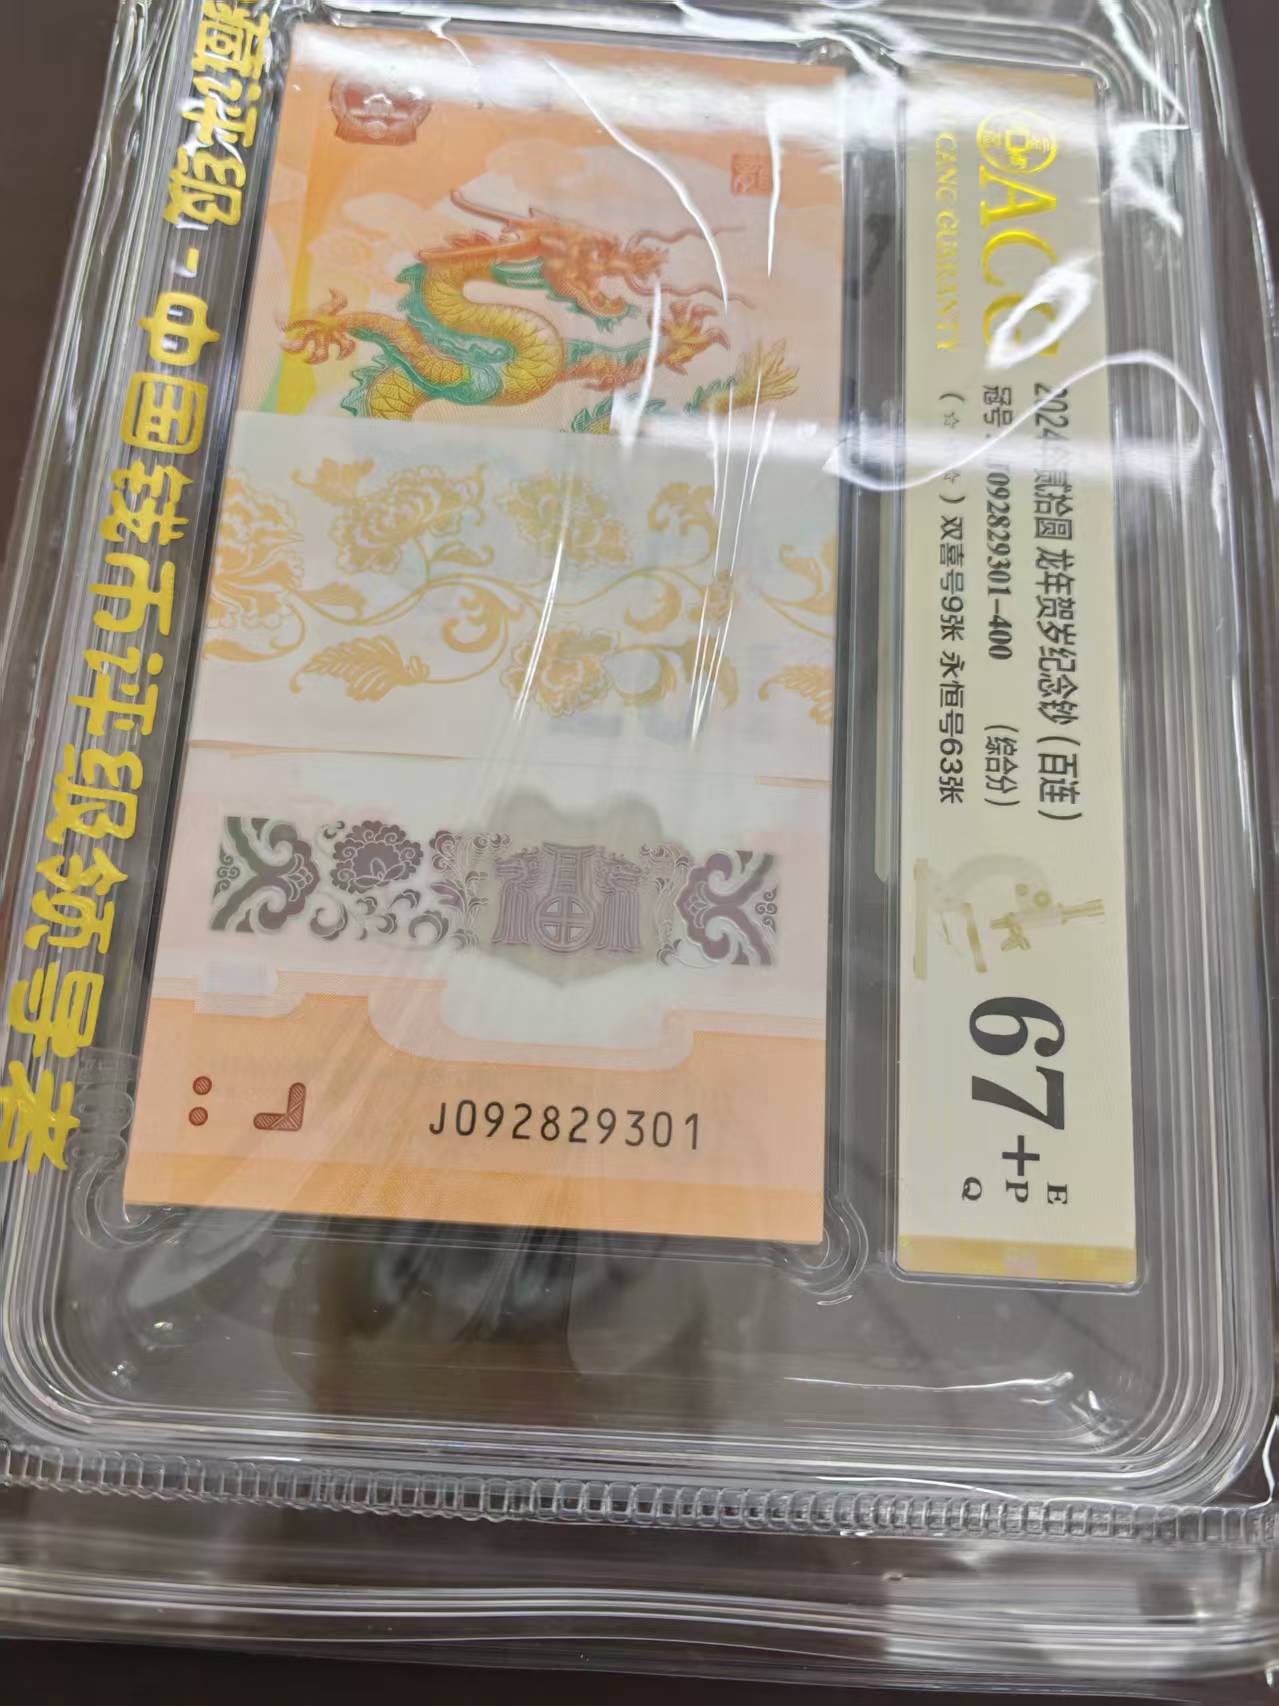 藏评级-中国钱币评级领导者
ACG
CANG GUARANTY
2024年贰拾圆 龙年贺岁纪念钞（百连）
冠号：J092829301-400 （综合分）
双喜号9张 永恒号63张
67+
E
P
Q
J092829301